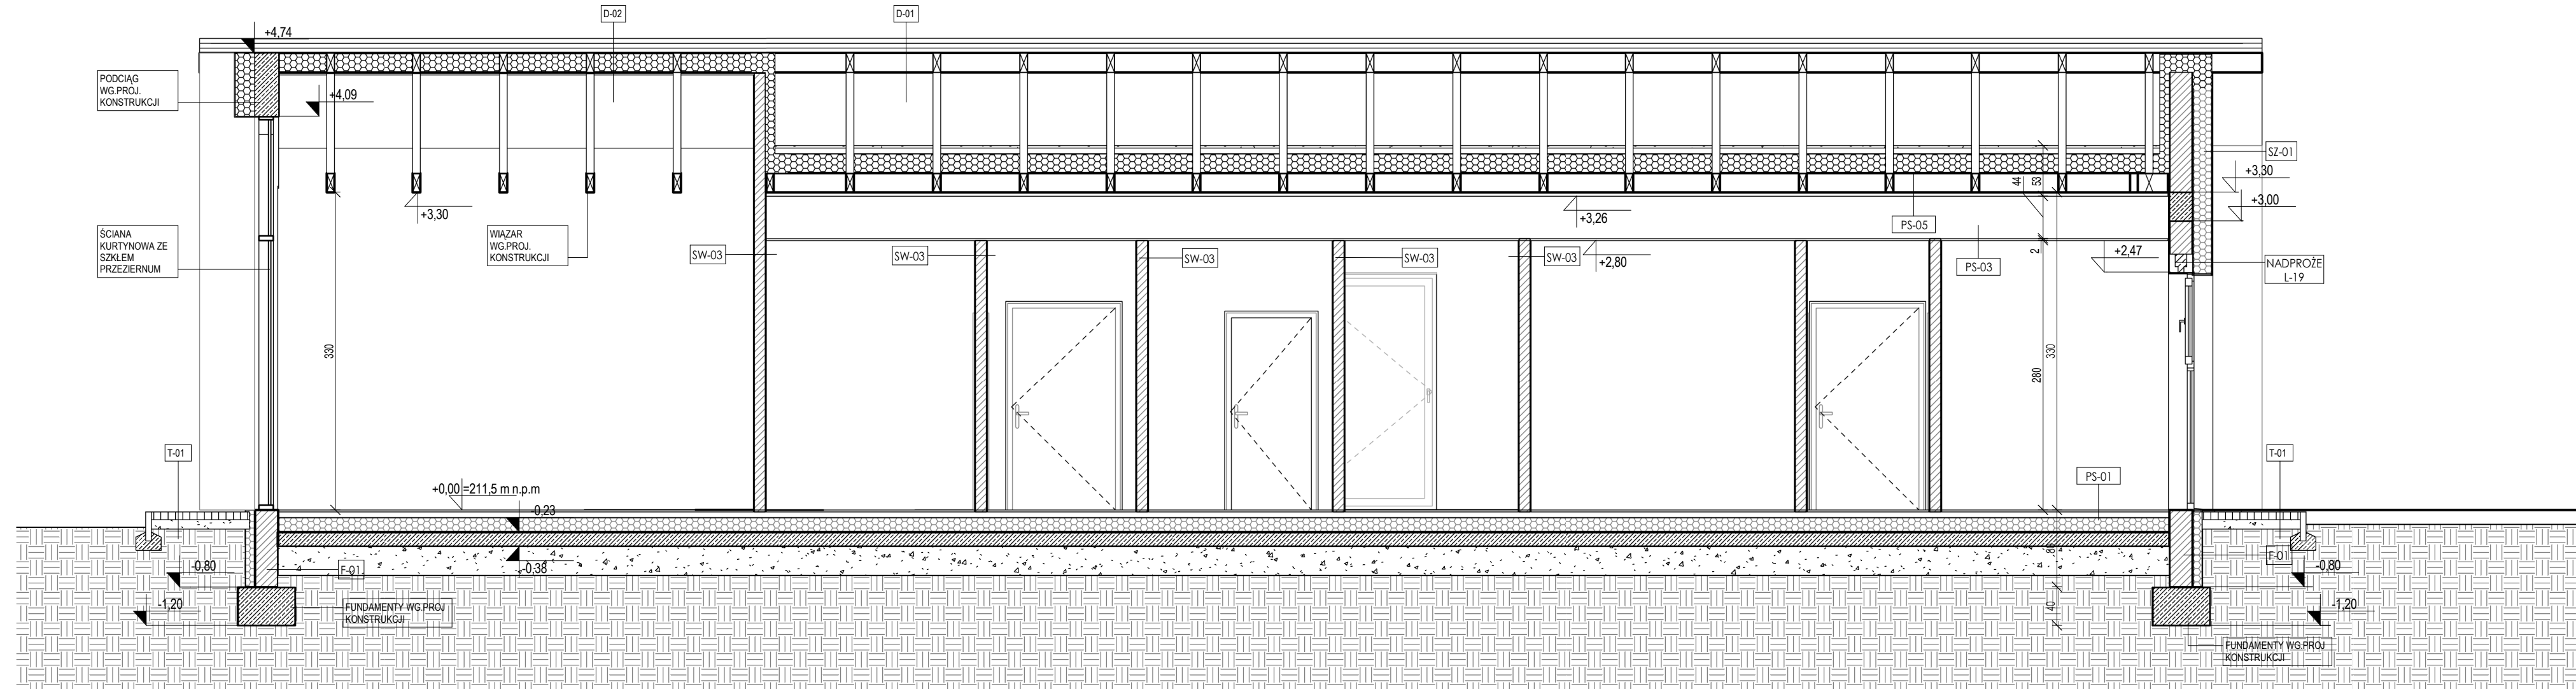 D-02
D-01
+4,74
PODCIĄG
WG.PROJ.
KONSTRUKCJI
+4,09
SZ-01
+3,30
+3,00
44
53
+3,30
+3,26
PS-05
ŚCIANA
KURTYNOWA ZE
SZKŁEM
PRZEZIERNUM
WIĄZAR
WG.PROJ.
KONSTRUKCJI
SW-03
SW-03
SW-03
SW-03
SW-03
+2,80
2
PS-03
+2,47
NADPROŻE
L-19
330
280
330
T-01
T-01
PS-01
+0,00=211,5 m n.p.m
-0,23
-0,38
80
-0,80
F-01
F-01
-0,80
-1,20
FUNDAMENTY WG.PROJ
KONSTRUKCJI
40
-1,20
FUNDAMENTY WG.PROJ
KONSTRUKCJI